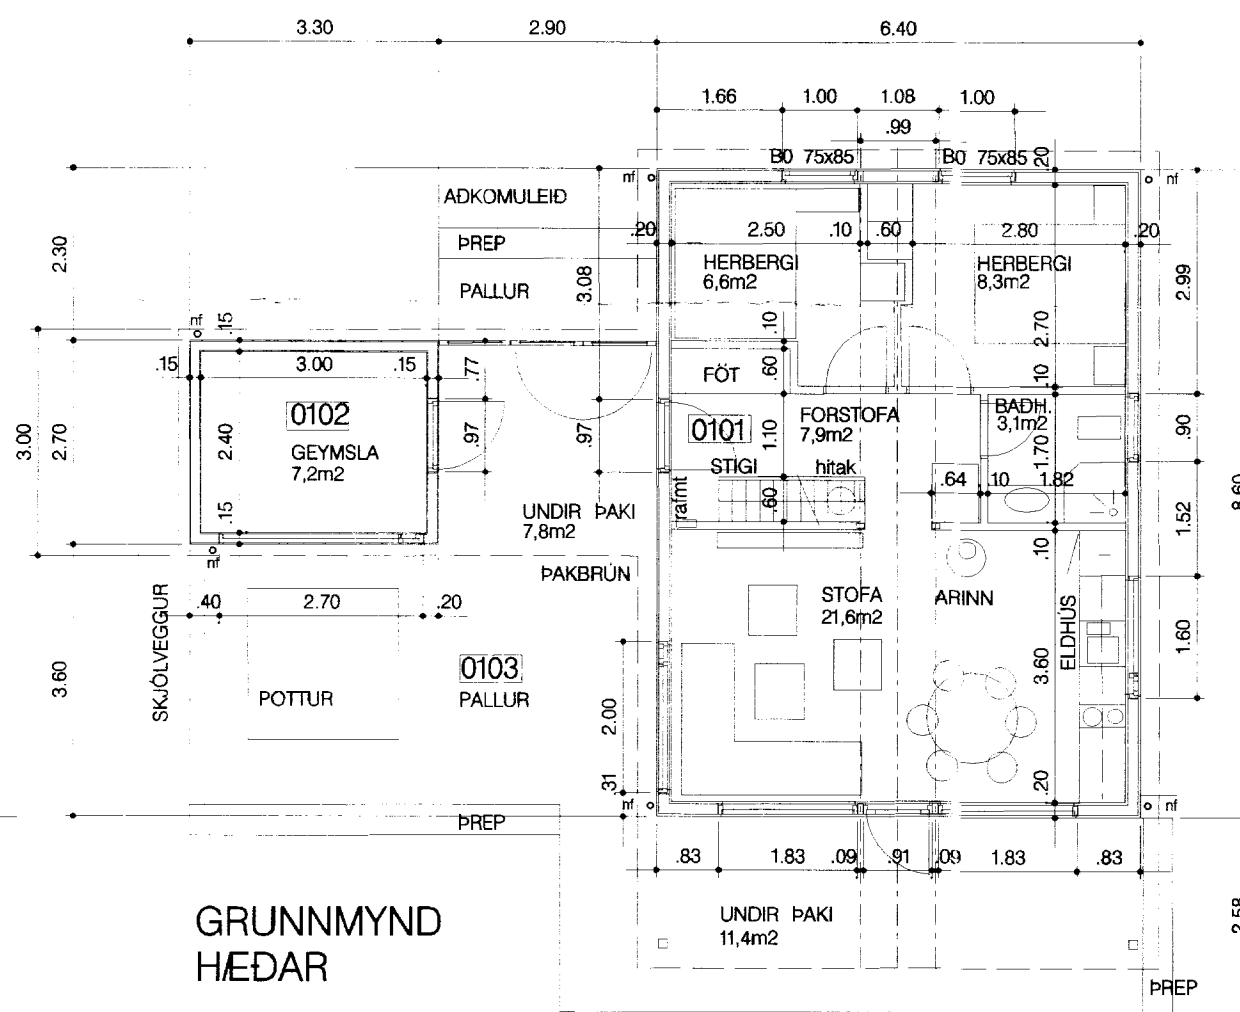 3.30 2.90 6.40
1.66 1.00 1.08 1.00
.99
B0 75x85 B0 75x85 .20
nf nf
AÐKOMULEIÐ
.20 2.50 .10 .60 2.80 .20
ÞREP
2.30
HERBERGI
6,6m2
HERBERGI
8,3m2
3.08
2.99
PALLUR
nf
.15
.10
2.70
.15 3.00 .15
.77
.60
FÖT
.10
0102
GEYMSLA
7,2m2
3.00
2.70
2.40
.97
.97
0101
1.10
FORSTOFA
7,9m2
BAÐH.
3,1m2
1.70
.90
STIGI
hitak
rafmt
.60
.64 .10 1.82
8.60
.15
UNDIR ÞAKI
7,8m2
1.52
nf
.10
ÞAKBRÚN
.40 2.70 .20
STOFA
21,6m2
ARINN
ELDHÚS
SKJÓLVEGGUR
1.60
3.60
3.60
0103
PALLUR
POTTUR
2.00
.31
.20
nf nf
ÞREP
.83 1.83 .09 .91 .09 1.83 .83
UNDIR ÞAKI
11,4m2
2.58
GRUNNMYND
HÆÐAR
ÞREP